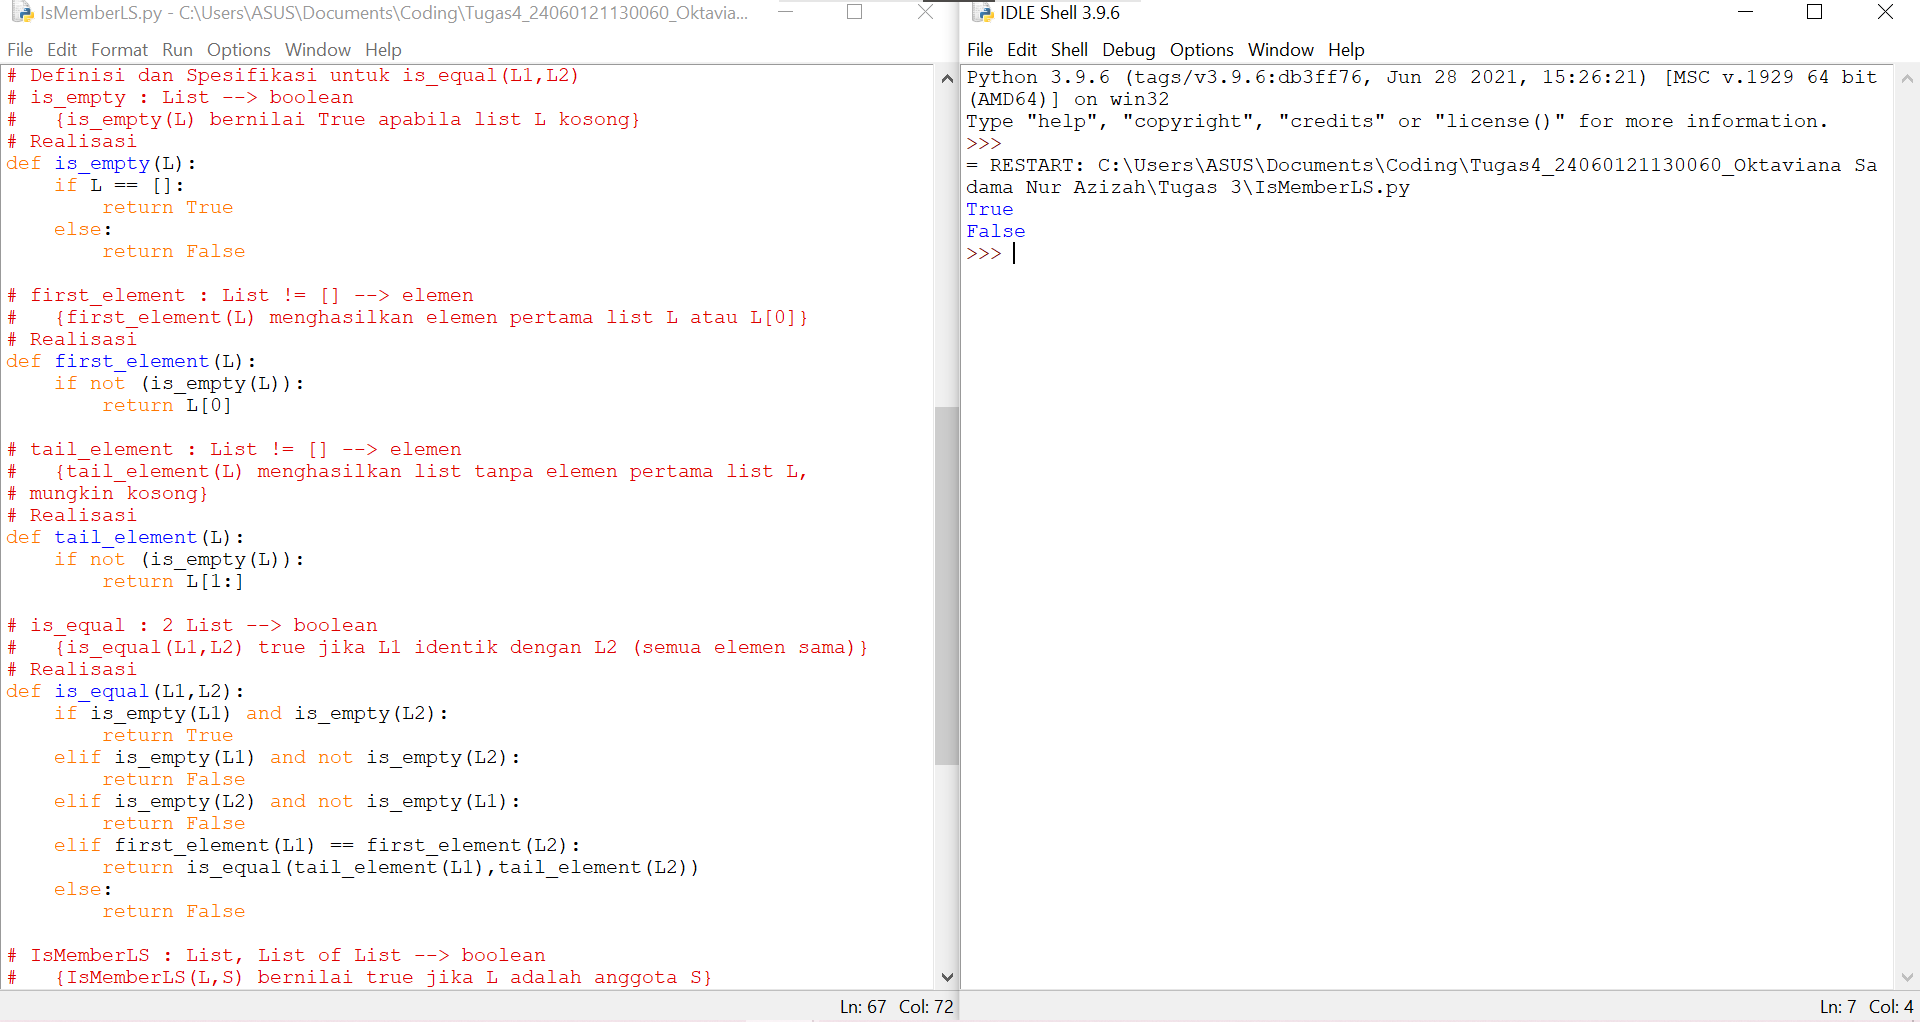 IsMemberLS.py - C:\Users\ASUS\Documents\Coding\Tugas4_24060121130060_Oktavia...
File Edit Format Run Options Window Help
# Definisi dan Spesifikasi untuk is_equal(L1,L2)
# is_empty : List --> boolean
#   {is_empty(L) bernilai True apabila list L kosong}
# Realisasi
def is_empty(L):
    if L == []:
        return True
    else:
        return False

# first_element : List != [] --> elemen
#   {first_element(L) menghasilkan elemen pertama list L atau L[0]}
# Realisasi
def first_element(L):
    if not (is_empty(L)):
        return L[0]

# tail_element : List != [] --> elemen
#   {tail_element(L) menghasilkan list tanpa elemen pertama list L,
# mungkin kosong}
# Realisasi
def tail_element(L):
    if not (is_empty(L)):
        return L[1:]

# is_equal : 2 List --> boolean
#   {is_equal(L1,L2) true jika L1 identik dengan L2 (semua elemen sama)}
# Realisasi
def is_equal(L1,L2):
    if is_empty(L1) and is_empty(L2):
        return True
    elif is_empty(L1) and not is_empty(L2):
        return False
    elif is_empty(L2) and not is_empty(L1):
        return False
    elif first_element(L1) == first_element(L2):
        return is_equal(tail_element(L1),tail_element(L2))
    else:
        return False

# IsMemberLS : List, List of List --> boolean
#   {IsMemberLS(L,S) bernilai true jika L adalah anggota S}
Ln: 67 Col: 72
IDLE Shell 3.9.6
File Edit Shell Debug Options Window Help
Python 3.9.6 (tags/v3.9.6:db3ff76, Jun 28 2021, 15:26:21) [MSC v.1929 64 bit
(AMD64)] on win32
Type "help", "copyright", "credits" or "license()" for more information.
>>>
= RESTART: C:\Users\ASUS\Documents\Coding\Tugas4_24060121130060_Oktaviana Sa
dama Nur Azizah\Tugas 3\IsMemberLS.py
True
False
>>>
Ln: 7 Col: 4